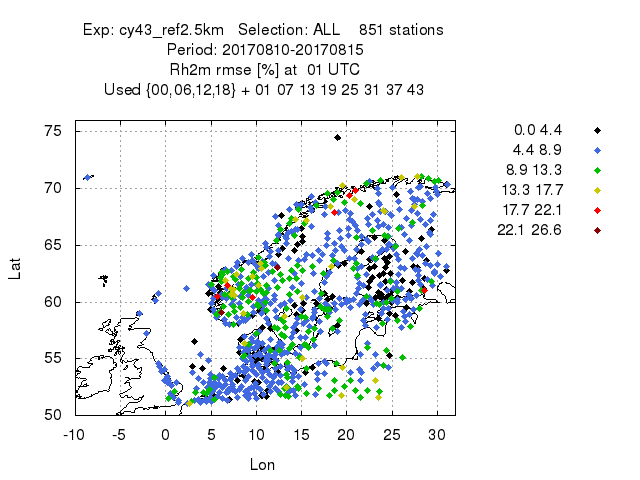 Exp: cy43_ref2.5km   Selection: ALL    851 stations
Period: 20170810-20170815
Rh2m rmse [%] at  01 UTC
Used {00,06,12,18} + 01 07 13 19 25 31 37 43
0.0 4.4
4.4 8.9
8.9 13.3
13.3 17.7
17.7 22.1
22.1 26.6
75
70
65
60
55
50
Lat
-10 -5 0 5 10 15 20 25 30
Lon